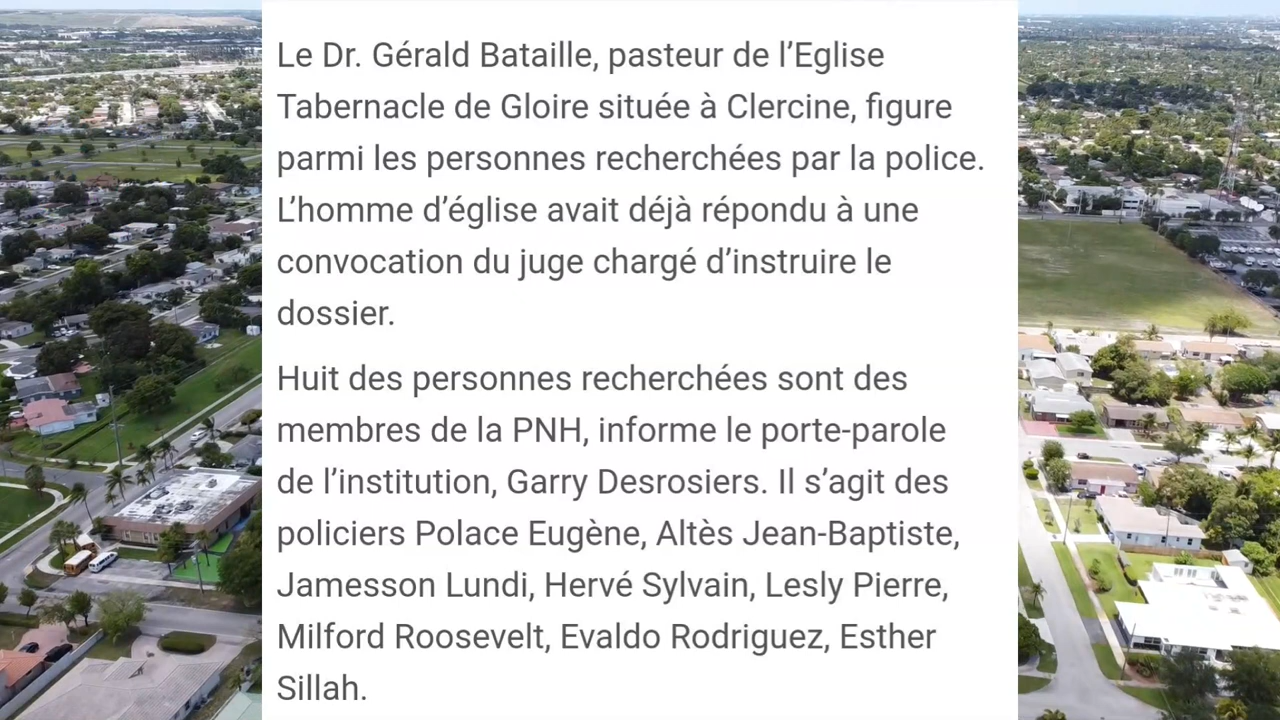 Le Dr. Gérald Bataille, pasteur de l’Eglise
Tabernacle de Gloire située à Clercine, figure
parmi les personnes recherchées par la police.
L’homme d’église avait déjà répondu à une
convocation du juge chargé d’instruire le
dossier.
Huit des personnes recherchées sont des
membres de la PNH, informe le porte-parole
de l’institution, Garry Desrosiers. Il s’agit des
policiers Polace Eugène, Altès Jean-Baptiste,
Jamesson Lundi, Hervé Sylvain, Lesly Pierre,
Milford Roosevelt, Evaldo Rodriguez, Esther
Sillah.